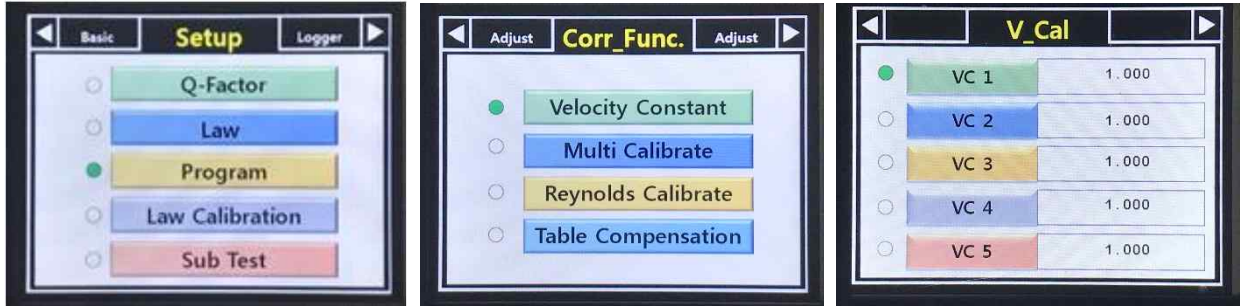 Basic Setup Logger
Q-Factor
Law
Program
Law Calibration
Sub Test
Adjust Corr_Func. Adjust
Velocity Constant
Multi Calibrate
Reynolds Calibrate
Table Compensation
V_Cal
VC 1 1.000
VC 2 1.000
VC 3 1.000
VC 4 1.000
VC 5 1.000